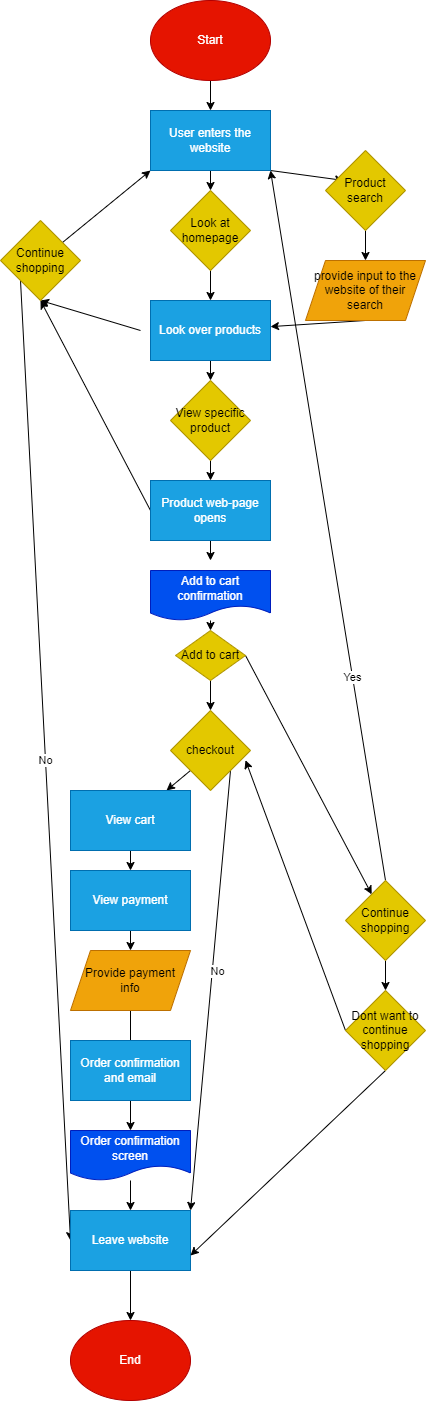 Start
User enters the
website
Product
search
Look at
homepage
Continue
shopping
provide input to the
website of their
search
Look over products
View specific
product
Product web-page
opens
Add to cart
confirmation
Add to cart
Yes
checkout
No
View cart
View payment
Continue
shopping
Provide payment
info
No
Dont want to
continue
shopping
Order confirmation
and email
Order confirmation
screen
Leave website
End